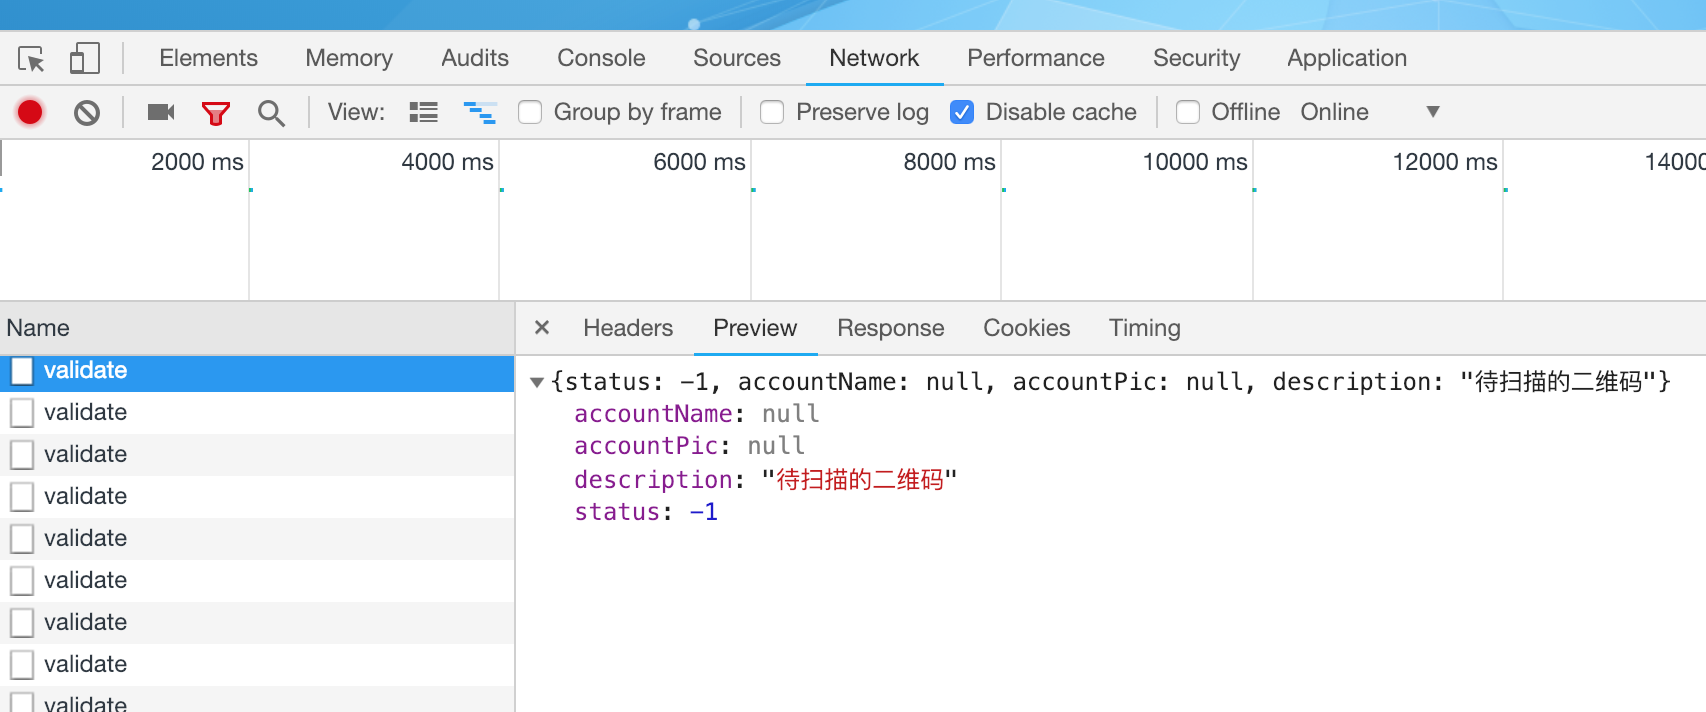 Elements Memory Audits Console Sources Network Performance Security Application
View: Group by frame Preserve log Disable cache Offline Online
2000 ms 4000 ms 6000 ms 8000 ms 10000 ms 12000 ms
Name
Headers Preview Response Cookies Timing
validate
validate
validate
validate
validate
validate
validate
validate
validate
{status: -1, accountName: null, accountPic: null, description: "待扫描的二维码"}
accountName: null
accountPic: null
description: "待扫描的二维码"
status: -1